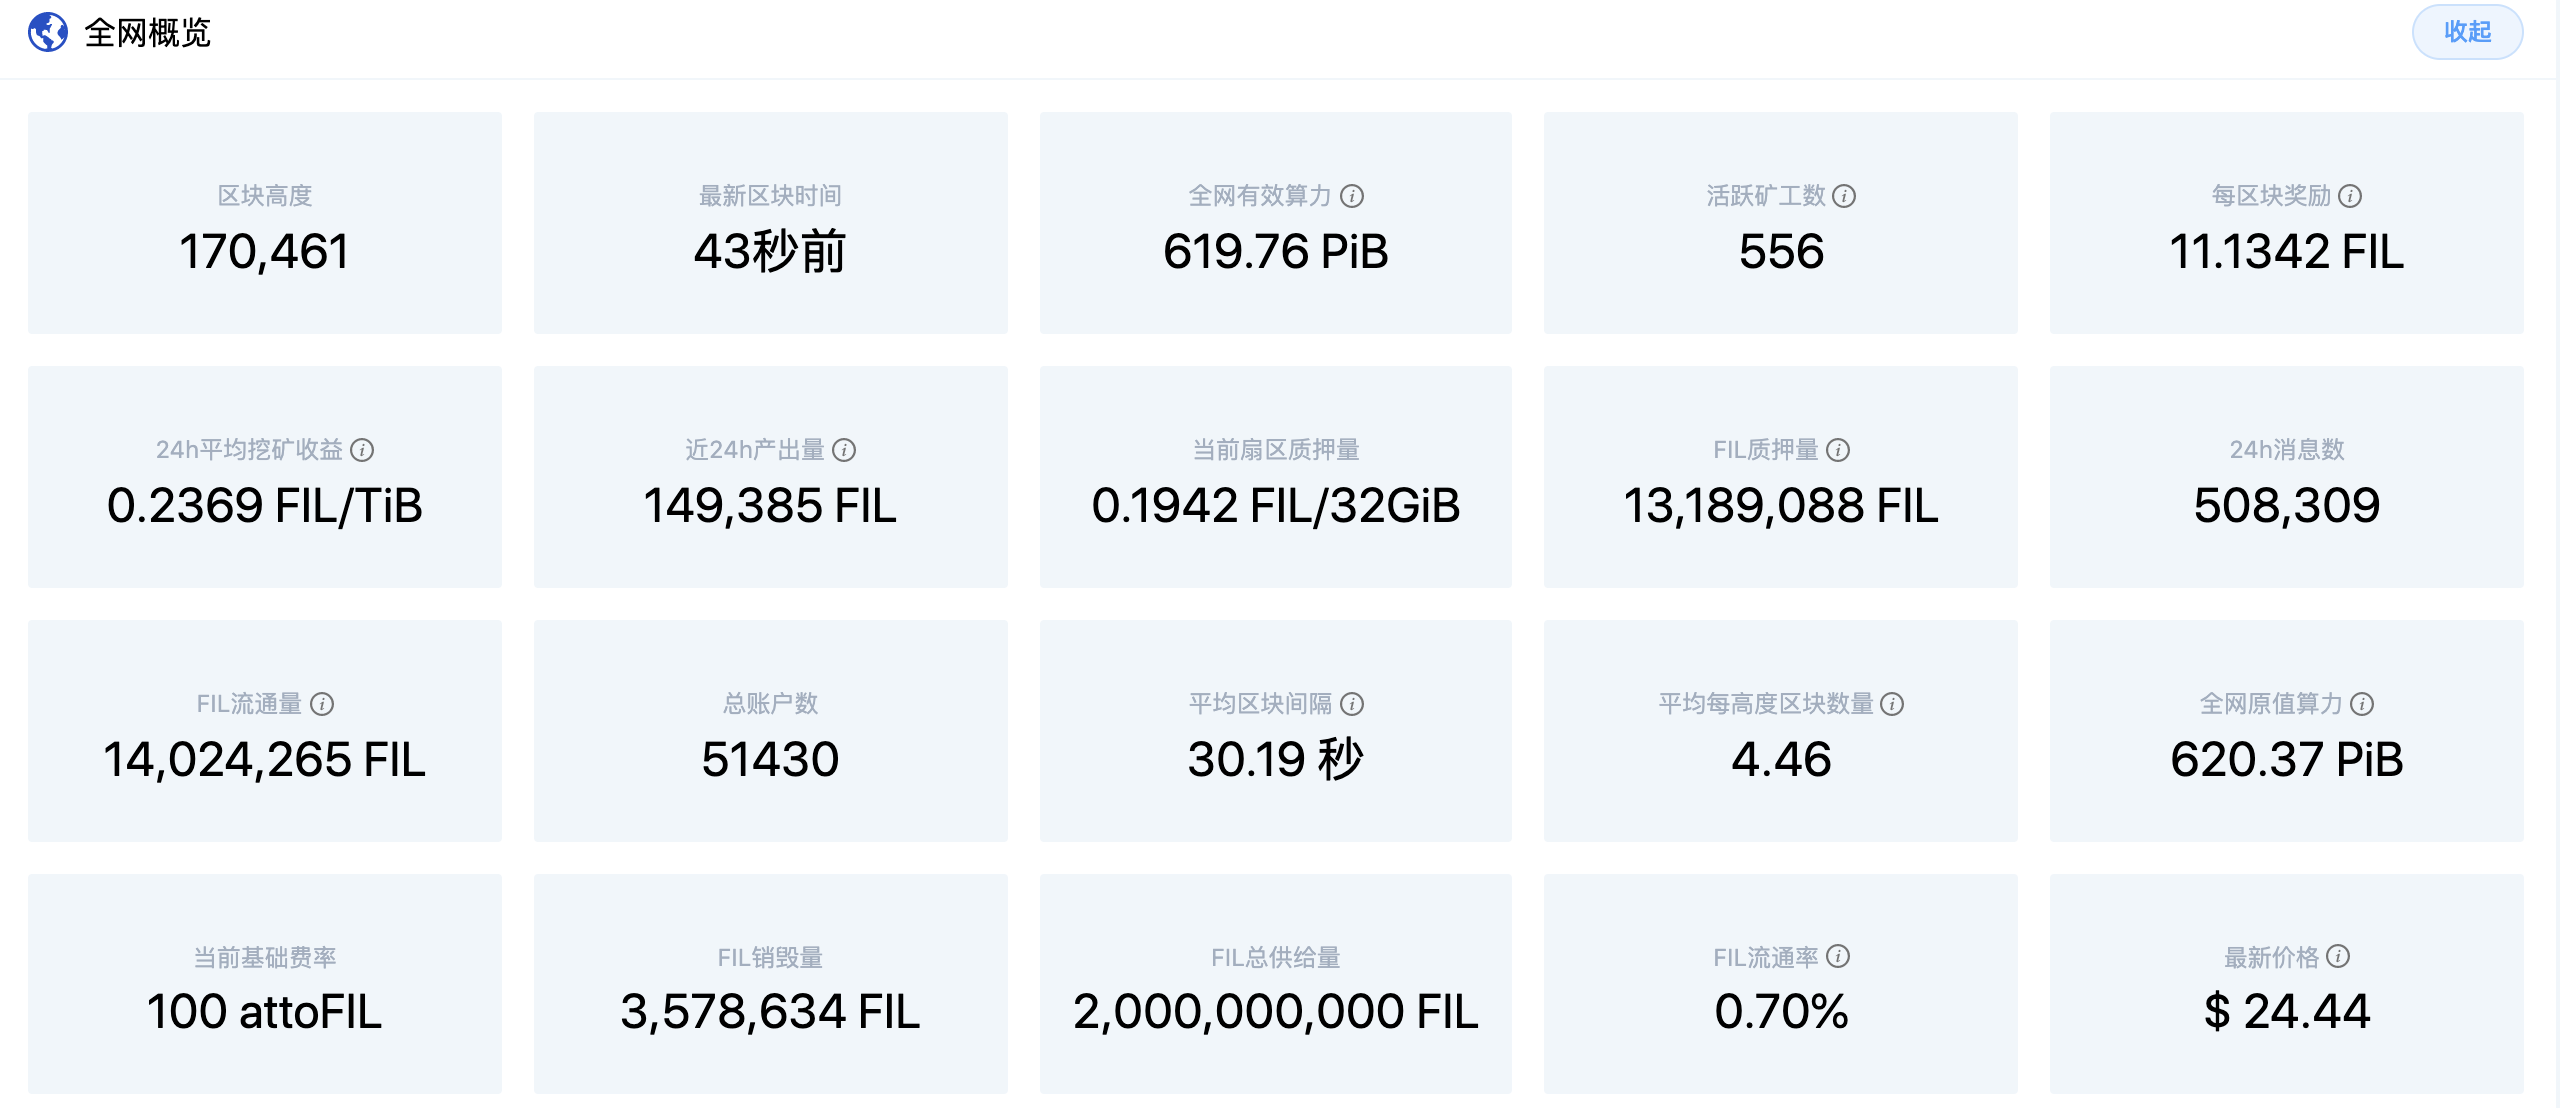 全网概览
收起
区块高度
170,461
最新区块时间
43秒前
全网有效算力
619.76 PiB
活跃矿工数
556
每区块奖励
11.1342 FIL
24h平均挖矿收益
0.2369 FIL/TiB
近24h产出量
149,385 FIL
当前扇区质押量
0.1942 FIL/32GiB
FIL质押量
13,189,088 FIL
24h消息数
508,309
FIL流通量
14,024,265 FIL
总账户数
51430
平均区块间隔
30.19 秒
平均每高度区块数量
4.46
全网原值算力
620.37 PiB
当前基础费率
100 attoFIL
FIL销毁量
3,578,634 FIL
FIL总供给量
2,000,000,000 FIL
FIL流通率
0.70%
最新价格
$ 24.44